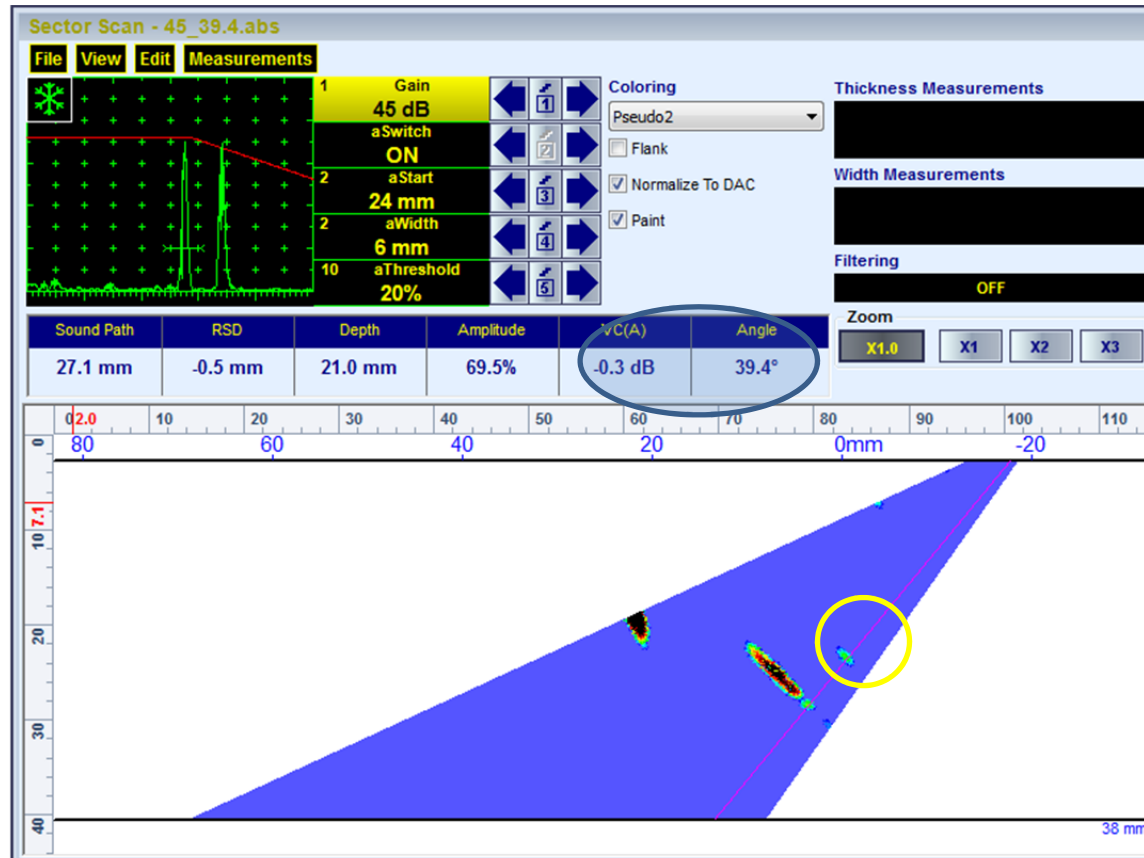 Sector Scan - 45_39.4.abs
File View Edit Measurements
1 Gain
45 dB
1
aSwitch
ON
2
2 aStart
24 mm
3
2 aWidth
6 mm
4
10 aThreshold
20%
5
Coloring
Pseudo2
Flank
Normalize To DAC
Paint
Thickness Measurements
Width Measurements
Filtering
OFF
Zoom
X1.0 X1 X2 X3
Sound Path RSD Depth Amplitude VC(A) Angle
27.1 mm -0.5 mm 21.0 mm 69.5% -0.3 dB 39.4°
0 2.0 10 20 30 40 50 60 70 80 90 100 110
80 60 40 20 0mm -20
0
7.1
10
20
30
40
38 mm